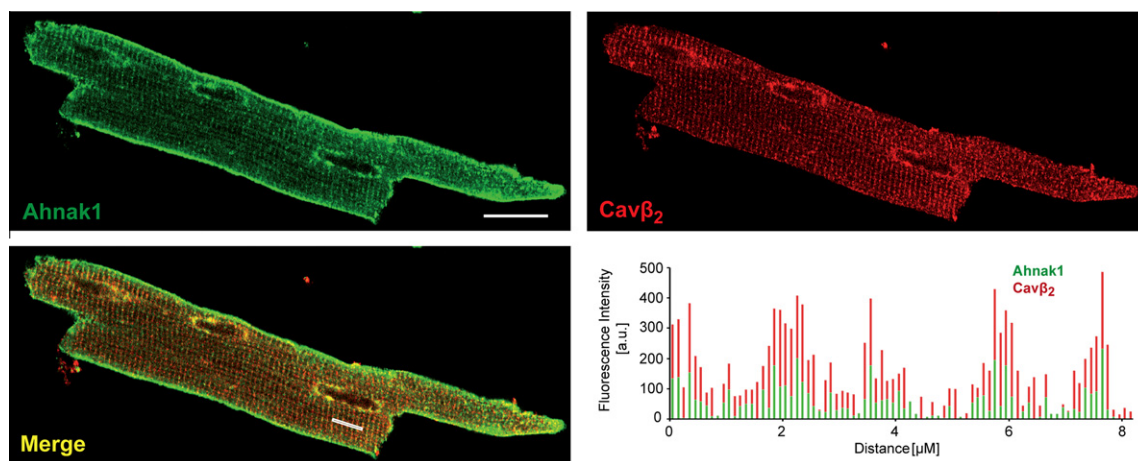 Ahnak1
Cavβ₂
Merge
Ahnak1
Cavβ₂
500
400
300
200
100
0
Fluorescence Intensity
[a.u.]
0
2
4
6
8
Distance [µM]